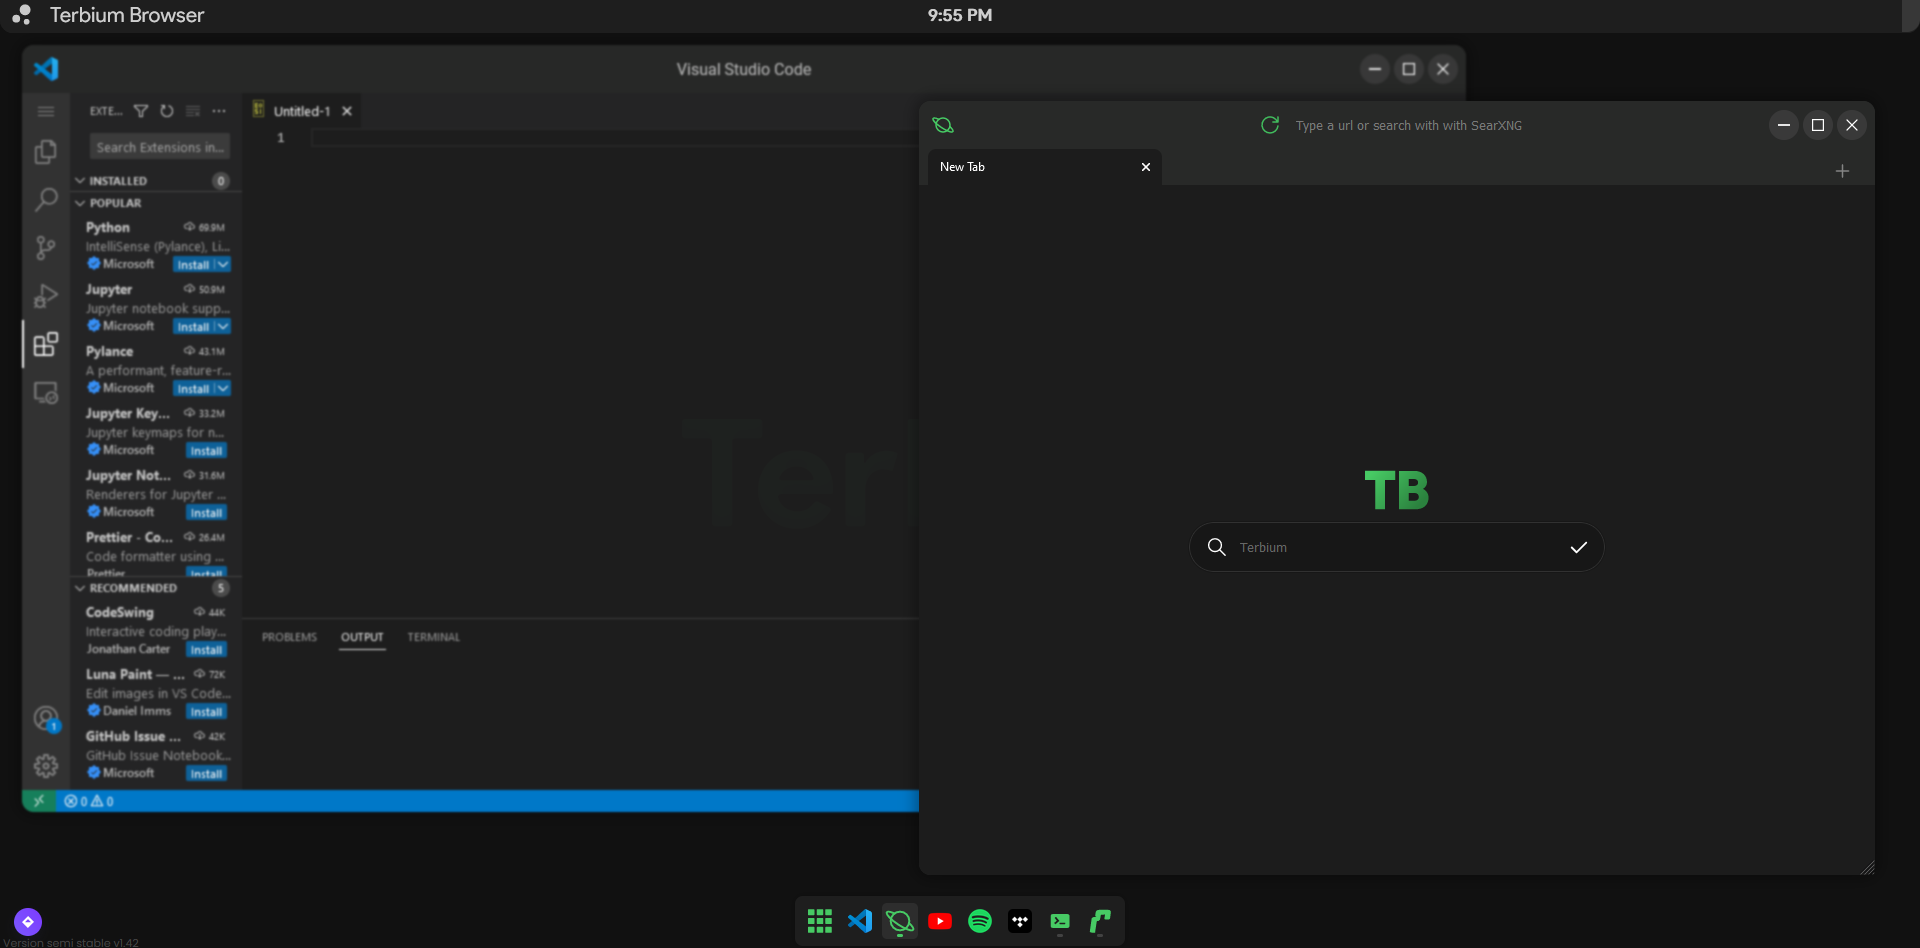 Terbium Browser
9:55 PM
Visual Studio Code
EXTE...
Untitled-1
1
Search Extensions in...
INSTALLED 0
POPULAR
Python 69.9M
IntelliSense (Pylance), Li...
Microsoft Install
Jupyter 50.9M
Jupyter notebook supp...
Microsoft Install
Pylance 43.1M
A performant, feature-r...
Microsoft Install
Jupyter Key... 33.2M
Jupyter keymaps for n...
Microsoft Install
Jupyter Not... 31.6M
Renderers for Jupyter ...
Microsoft Install
Prettier - Co... 26.4M
Code formatter using ...
Prettier Install
RECOMMENDED 5
CodeSwing 44K
Interactive coding play...
Jonathan Carter Install
Luna Paint — ... 72K
Edit images in VS Code...
Daniel Imms Install
GitHub Issue ... 42K
GitHub Issue Notebook...
Microsoft Install
1
0 0
Ter
PROBLEMS OUTPUT TERMINAL
Type a url or search with with SearXNG
New Tab
TB
Terbium
Version semi stable v1.42